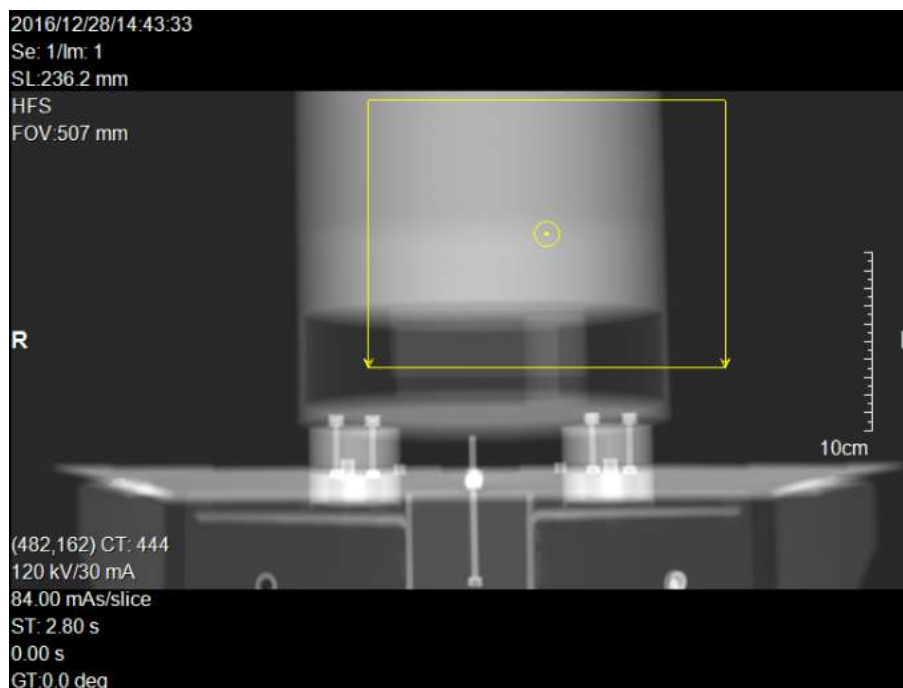 2016/12/28/14:43:33
Se: 1/Im: 1
SL:236.2 mm
HFS
FOV:507 mm
R
10cm
(482,162) CT: 444
120 kV/30 mA
84.00 mAs/slice
ST: 2.80 s
0.00 s
GT:0.0 deg